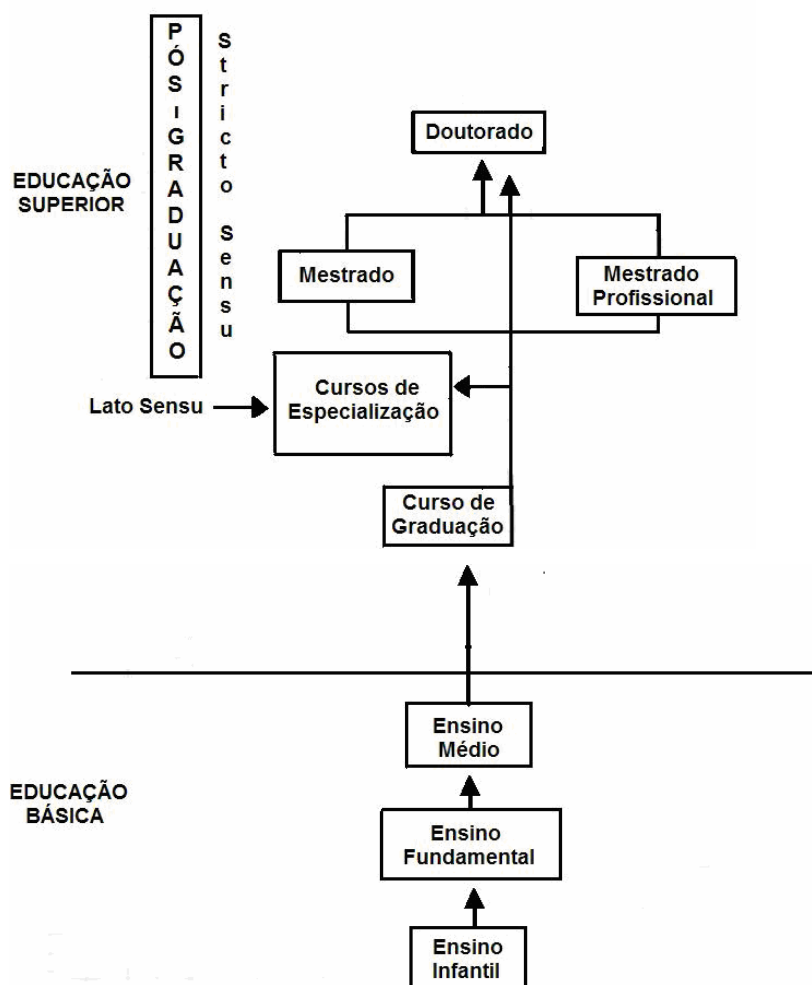 PÓS-GRADUAÇÃO
Stricto Sensu
Doutorado
EDUCAÇÃO
SUPERIOR
Mestrado
Mestrado
Profissional
Lato Sensu
Cursos de
Especialização
Curso de
Graduação
Ensino
Médio
EDUCAÇÃO
BÁSICA
Ensino
Fundamental
Ensino
Infantil